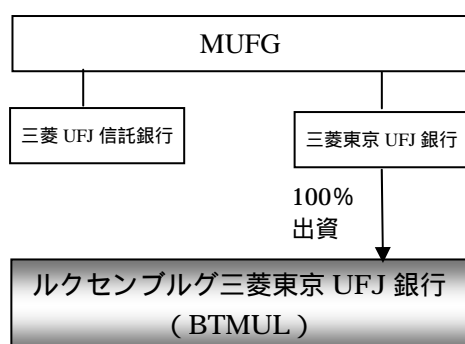 MUFG
三菱 UFJ 信託銀行
三菱東京 UFJ 銀行
100%
出資
ルクセンブルグ三菱東京 UFJ 銀行
（BTMUL）